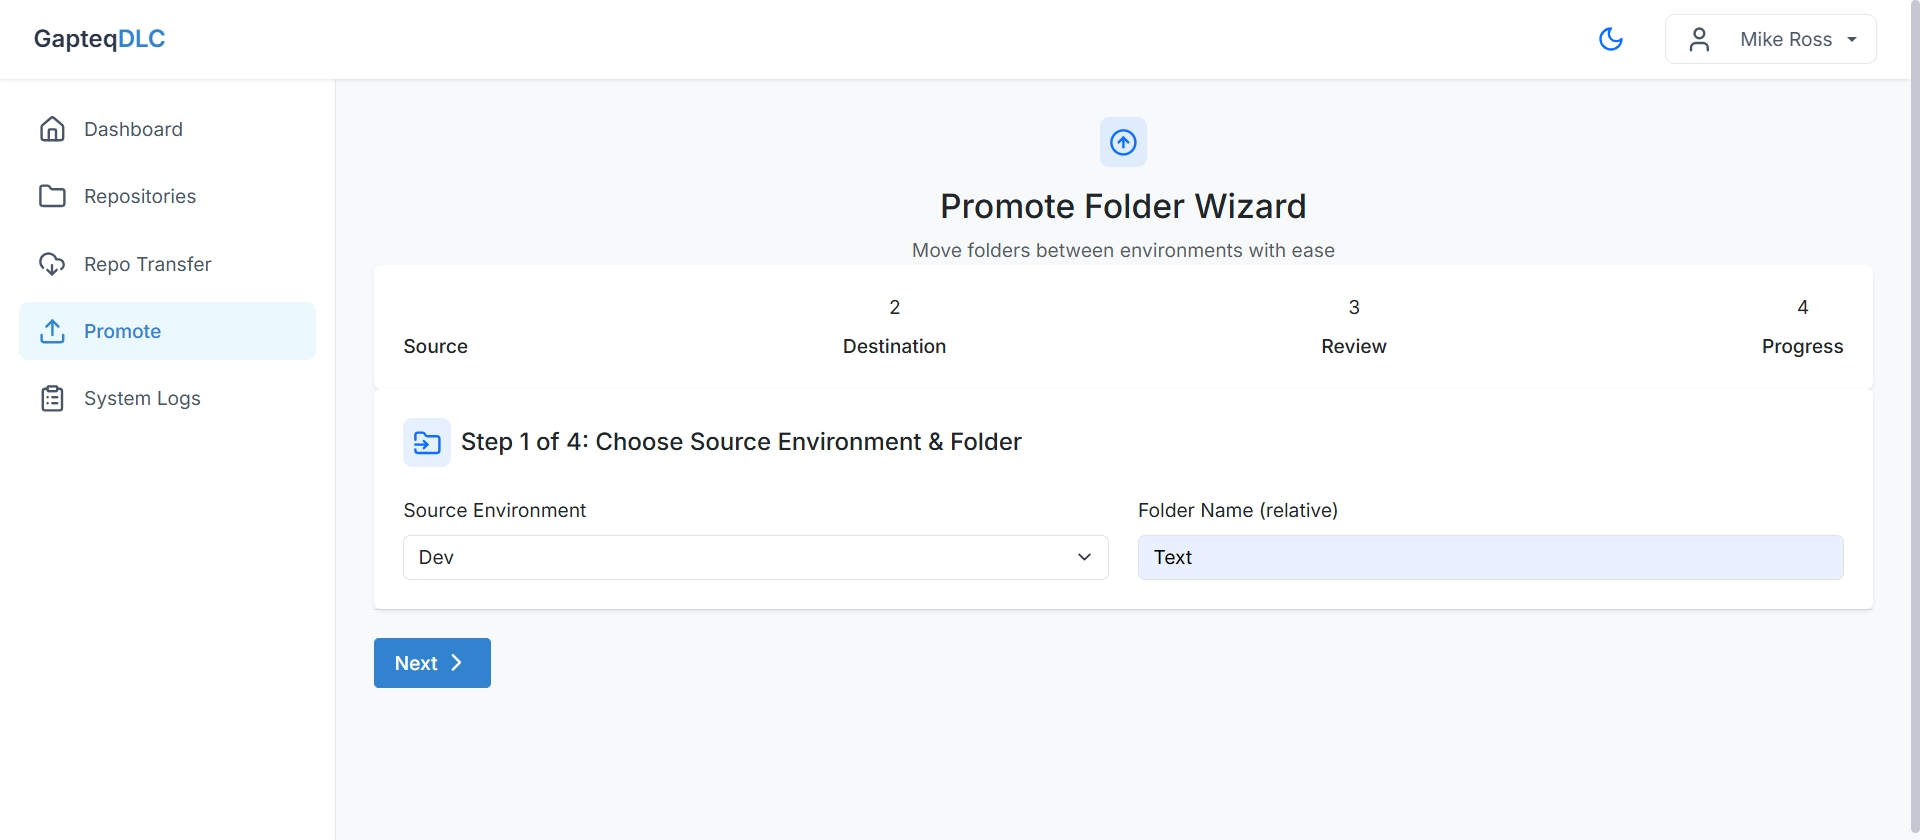 GapteqDLC
Mike Ross
Dashboard
Repositories
Repo Transfer
Promote
System Logs
Promote Folder Wizard
Move folders between environments with ease
2
3
4
Source
Destination
Review
Progress
Step 1 of 4: Choose Source Environment & Folder
Source Environment
Folder Name (relative)
Dev
Text
Next